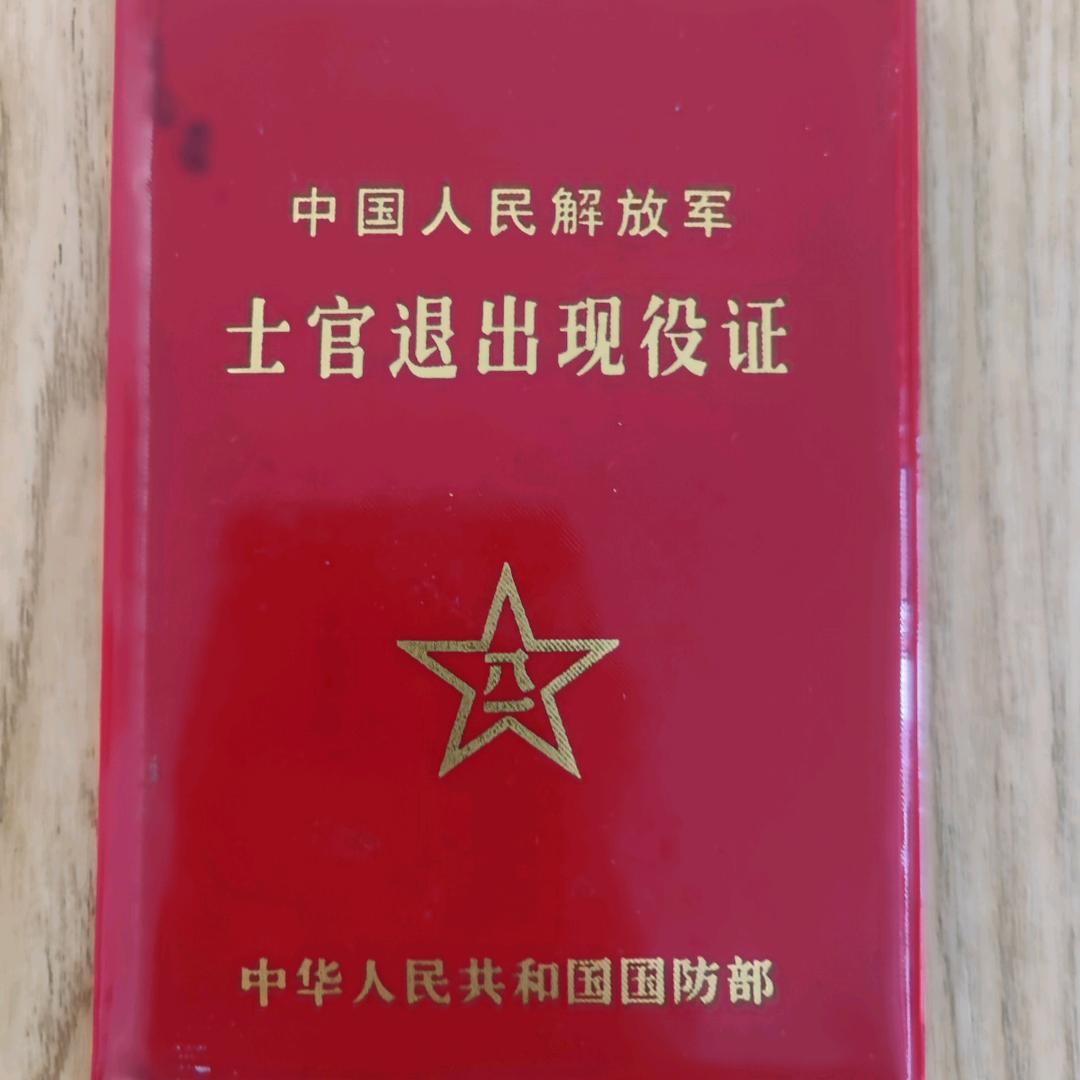 中国人民解放军
士官退出现役证
八一
中华人民共和国国防部